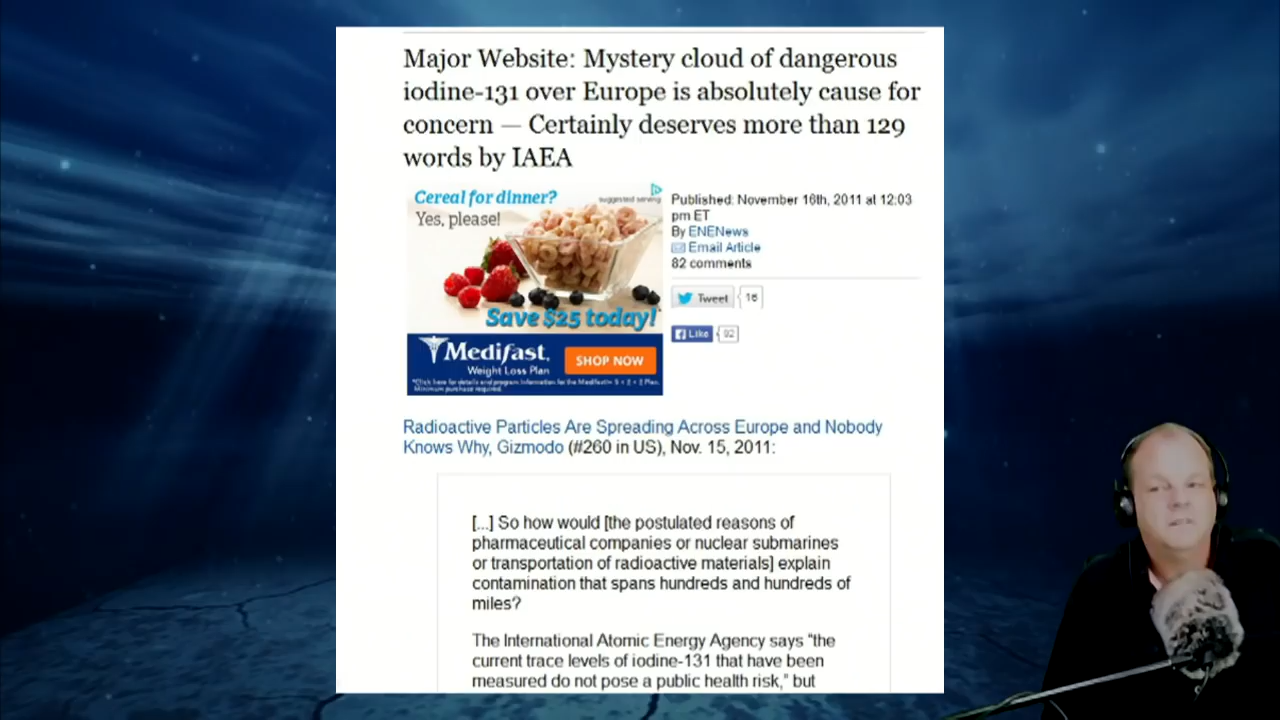 Major Website: Mystery cloud of dangerous
iodine-131 over Europe is absolutely cause for
concern — Certainly deserves more than 129
words by IAEA
Cereal for dinner?
suggested serving
Yes, please!
Save $25 today!*
Medifast
Weight Loss Plan
SHOP NOW
Minimum purchase required.
Published: November 16th, 2011 at 12:03
pm ET
By ENENews
Email Article
82 comments
Tweet 16
Like 92
Radioactive Particles Are Spreading Across Europe and Nobody
Knows Why, Gizmodo (#260 in US), Nov. 15, 2011:
[...] So how would [the postulated reasons of
pharmaceutical companies or nuclear submarines
or transportation of radioactive materials] explain
contamination that spans hundreds and hundreds of
miles?
The International Atomic Energy Agency says “the
current trace levels of iodine-131 that have been
measured do not pose a public health risk,” but